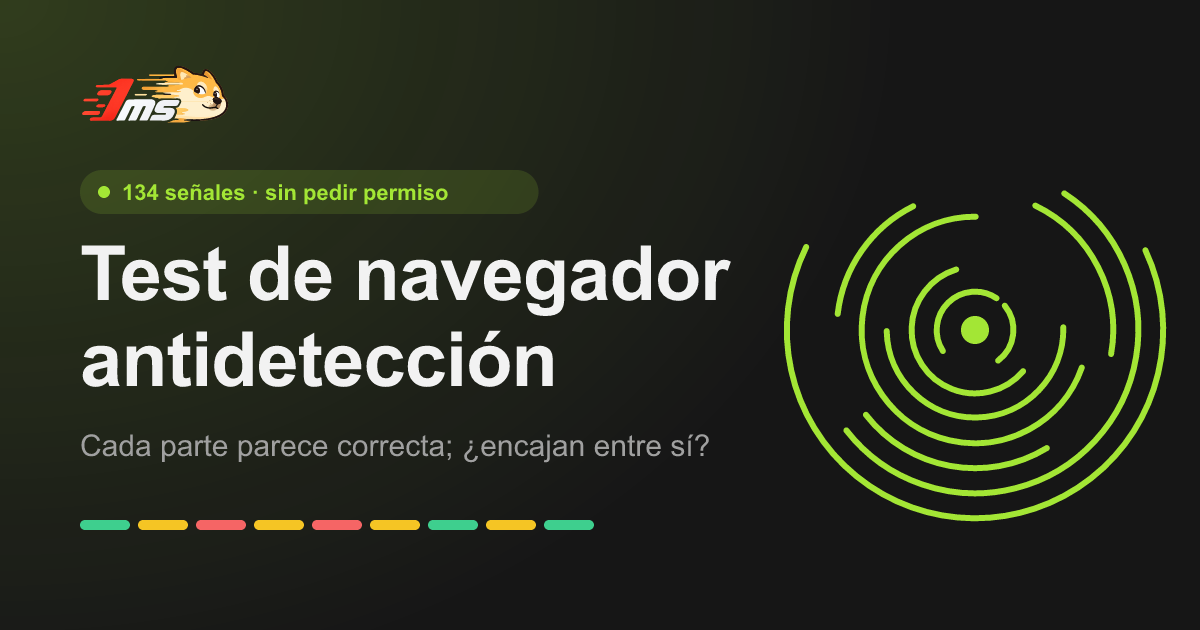 1ms
134 señales · sin pedir permiso
Test de navegador
antidetección
Cada parte parece correcta; ¿encajan entre sí?